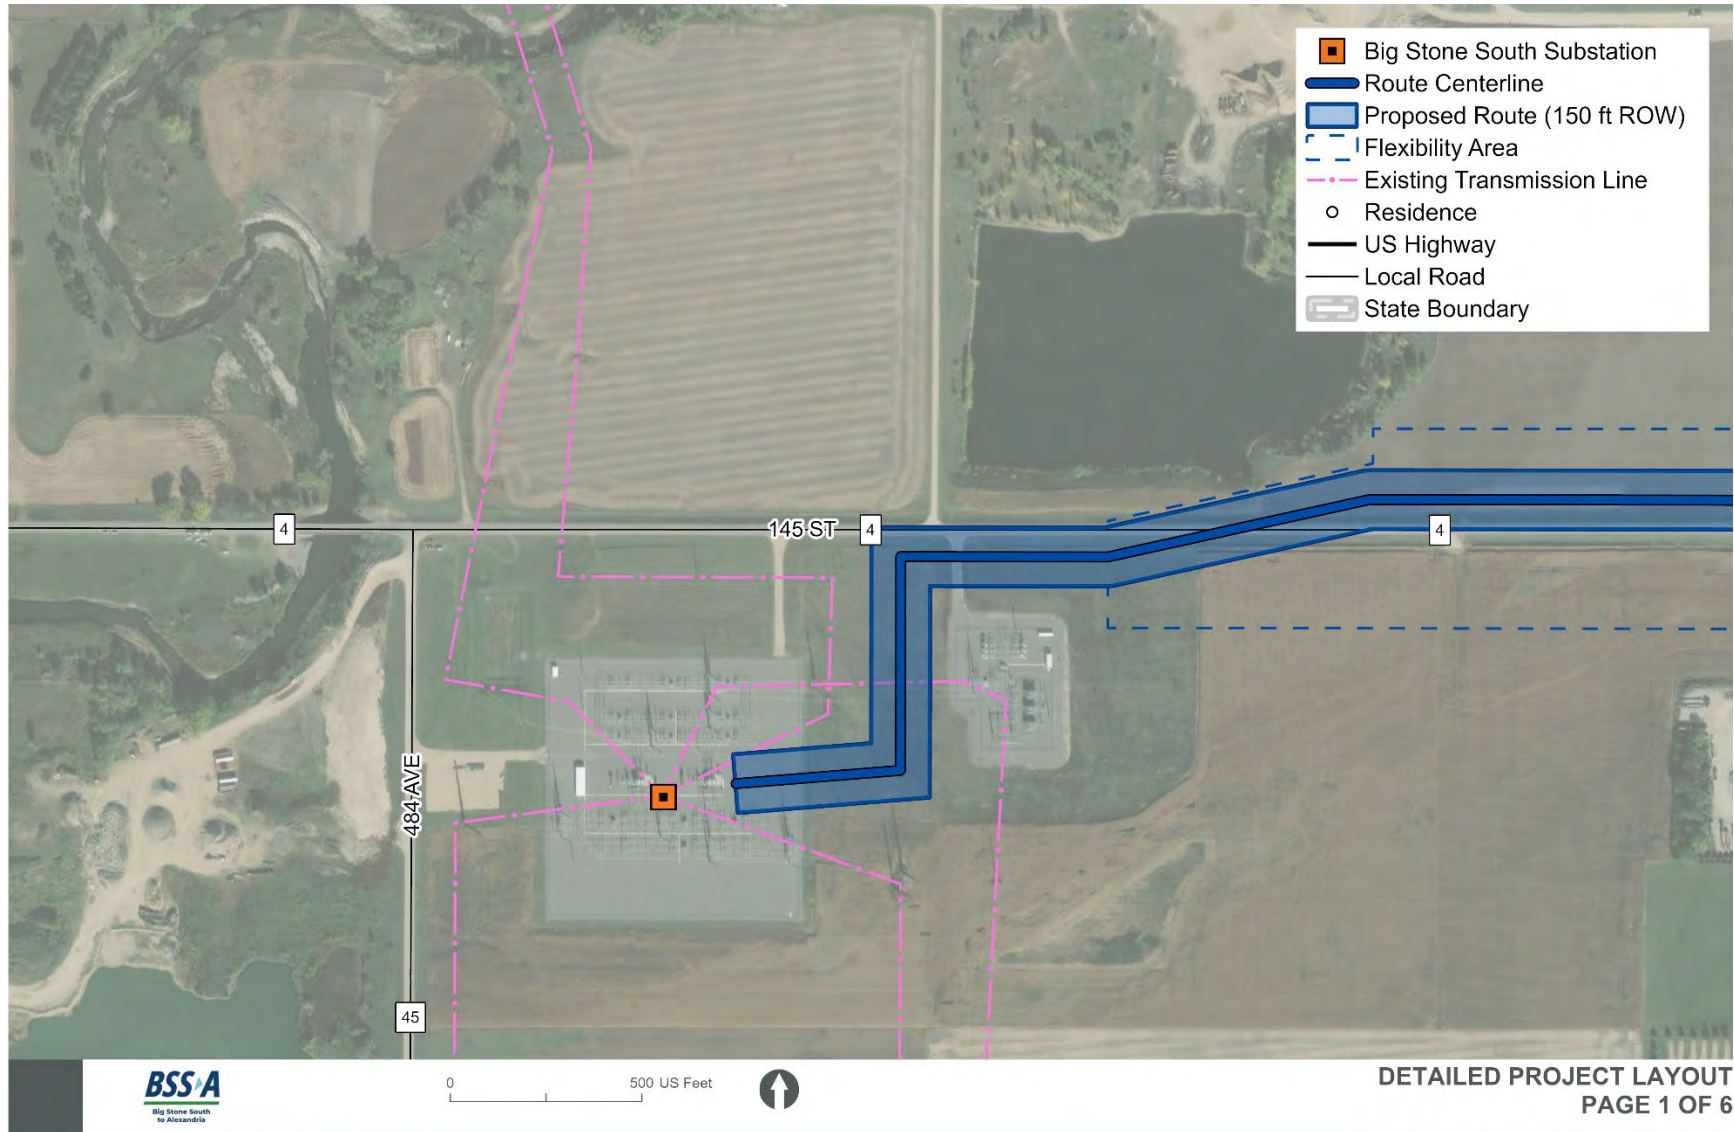 Big Stone South Substation
Route Centerline
Proposed Route (150 ft ROW)
Flexibility Area
Existing Transmission Line
Residence
US Highway
Local Road
State Boundary
4
145 ST
4
4
484 AVE
45
BSSA
Big Stone South
to Alexandria
0
500 US Feet
DETAILED PROJECT LAYOUT
PAGE 1 OF 6